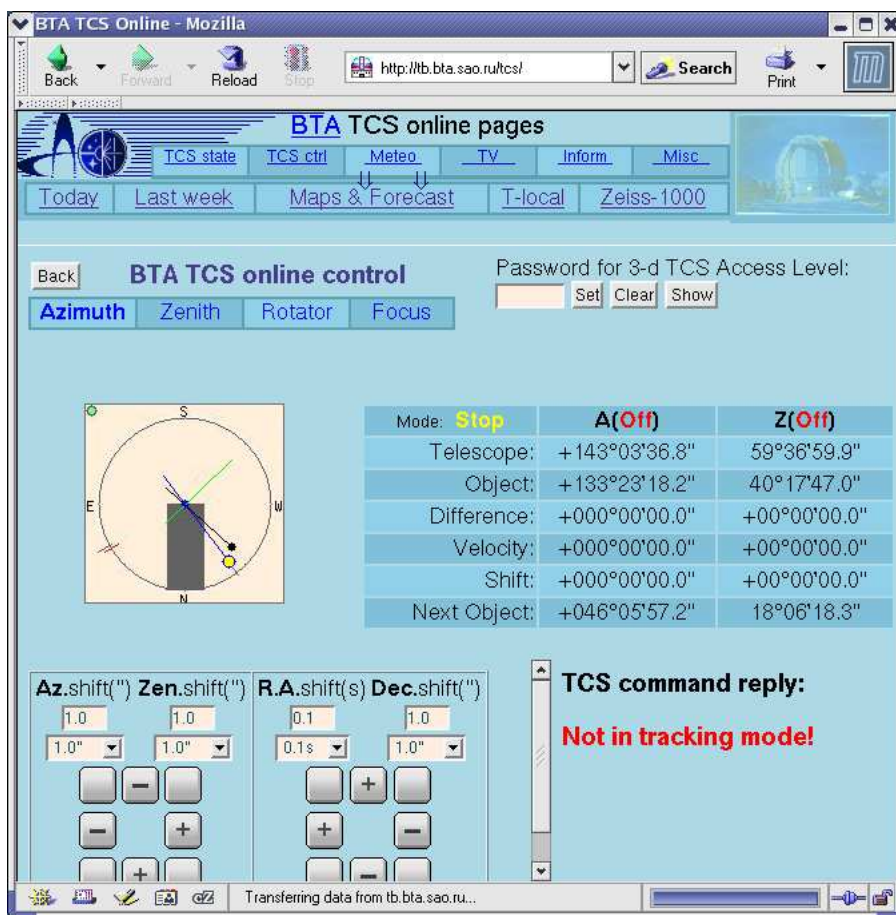 BTA TCS Online - Mozilla
Back Forward Reload Stop http://tb.bta.sao.ru/tcs/ Search Print
BTA TCS online pages
TCS state TCS ctrl Meteo TV Inform Misc
Today Last week Maps & Forecast T-local Zeiss-1000
Back BTA TCS online control Password for 3-d TCS Access Level:
Set Clear Show
Azimuth Zenith Rotator Focus
S
E W
N
Mode: Stop A(Off) Z(Off)
Telescope: +143°03'36.8" 59°36'59.9"
Object: +133°23'18.2" 40°17'47.0"
Difference: +000°00'00.0" +00°00'00.0"
Velocity: +000°00'00.0" +00°00'00.0"
Shift: +000°00'00.0" +00°00'00.0"
Next Object: +046°05'57.2" 18°06'18.3"
Az.shift(") Zen.shift(") R.A.shift(s) Dec.shift(")
1.0 1.0 0.1 1.0
1.0" 1.0" 0.1s 1.0"
− +
− + + −
+ −
TCS command reply:
Not in tracking mode!
Transferring data from tb.bta.sao.ru...